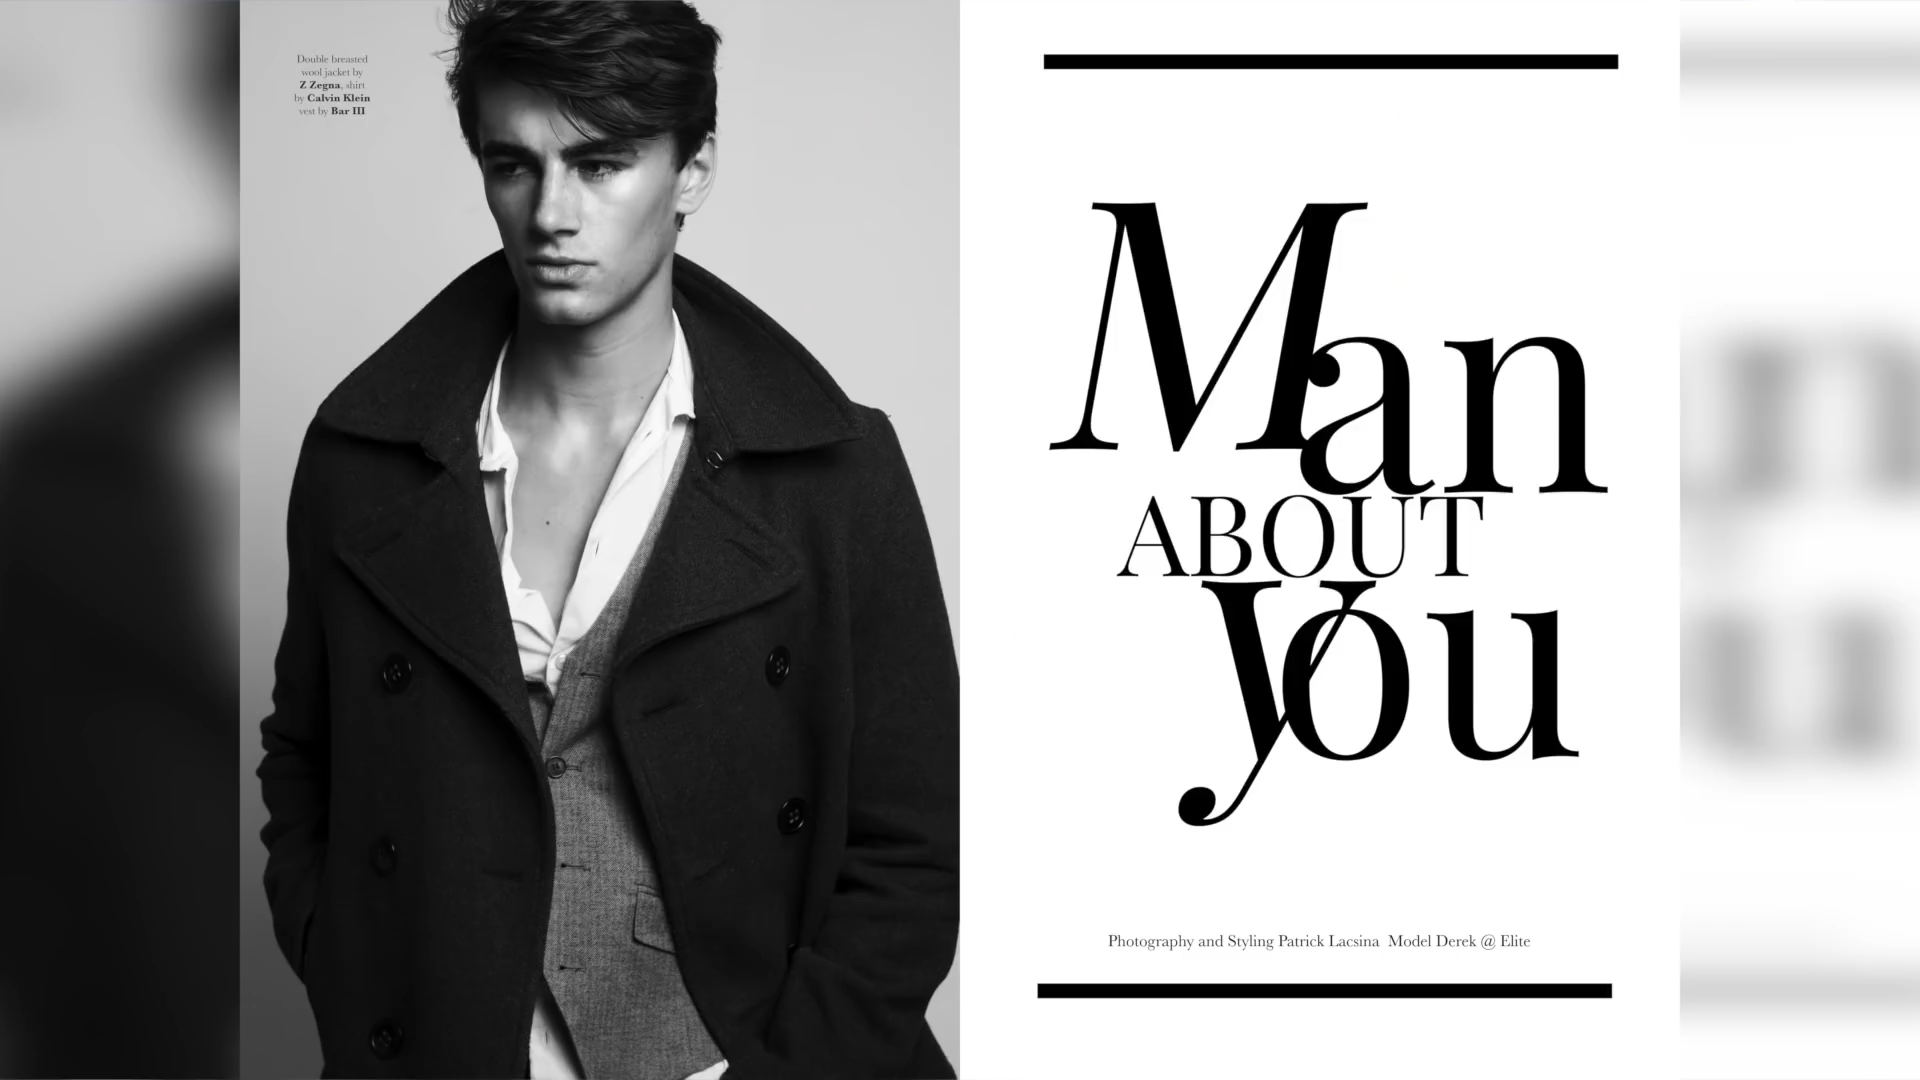 Double breasted
wool jacket by
Z Zegna, shirt
by Calvin Klein
vest by Bar III
Man
ABOUT
you
Photography and Styling Patrick Lacsina  Model Derek @ Elite